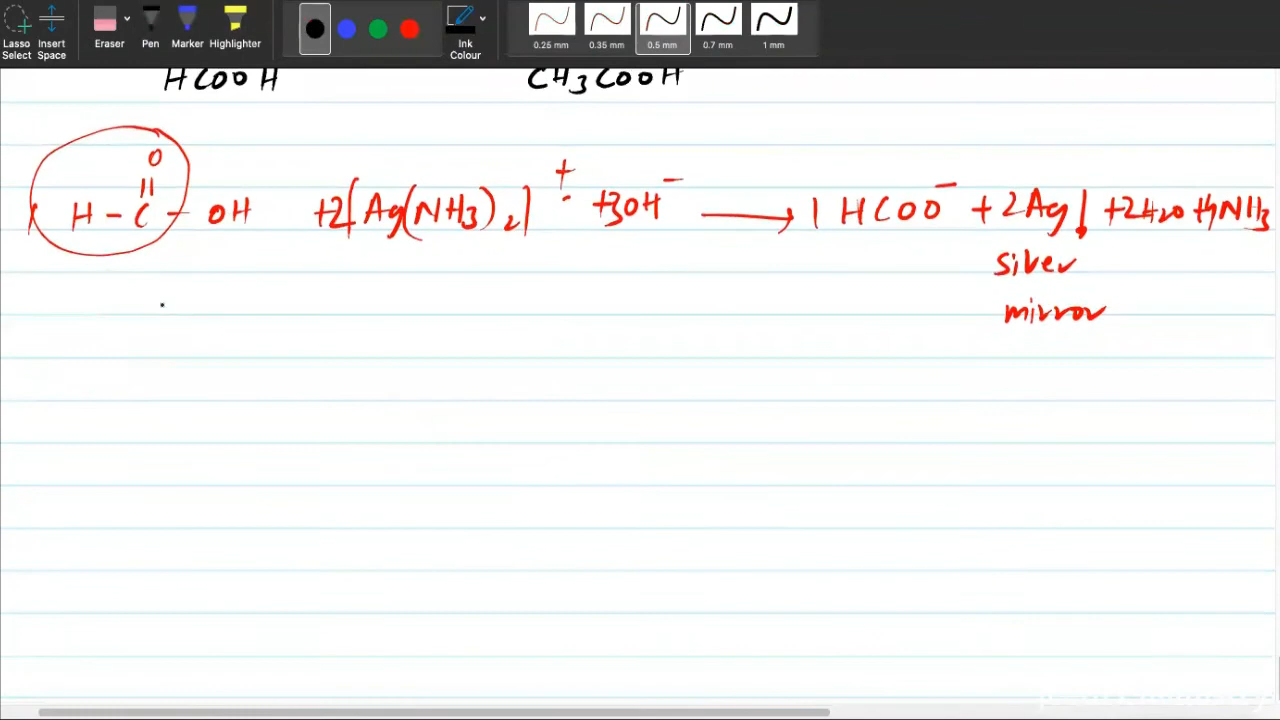 Lasso Select
Insert Space
Eraser
Pen
Marker
Highlighter
Ink Colour
0.25 mm
0.35 mm
0.5 mm
0.7 mm
1 mm
HCOOH CH3COOH
O
||
1 H - C - OH +2[Ag(NH3)2]+ +3OH- → 1 HCOO- + 2Ag↓ +2H2O +4NH3
silver
mirror